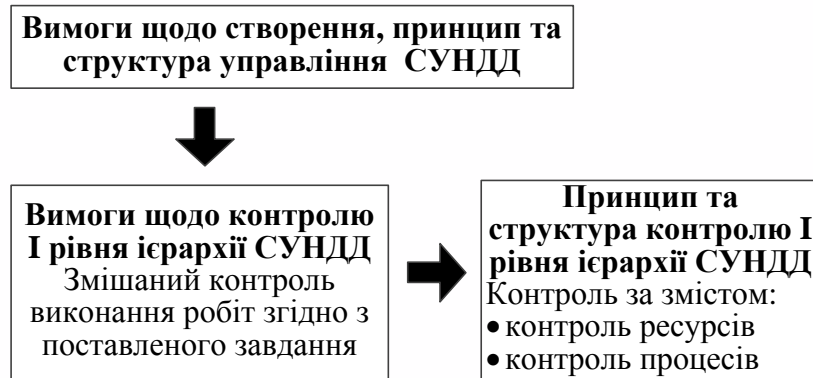 Вимоги щодо створення, принцип та
структура управління СУНДД
Вимоги щодо контролю
І рівня ієрархії СУНДД
Змішаний контроль
виконання робіт згідно з
поставленого завдання
Принцип та
структура контролю І
рівня ієрархії СУНДД
Контроль за змістом:
• контроль ресурсів
• контроль процесів